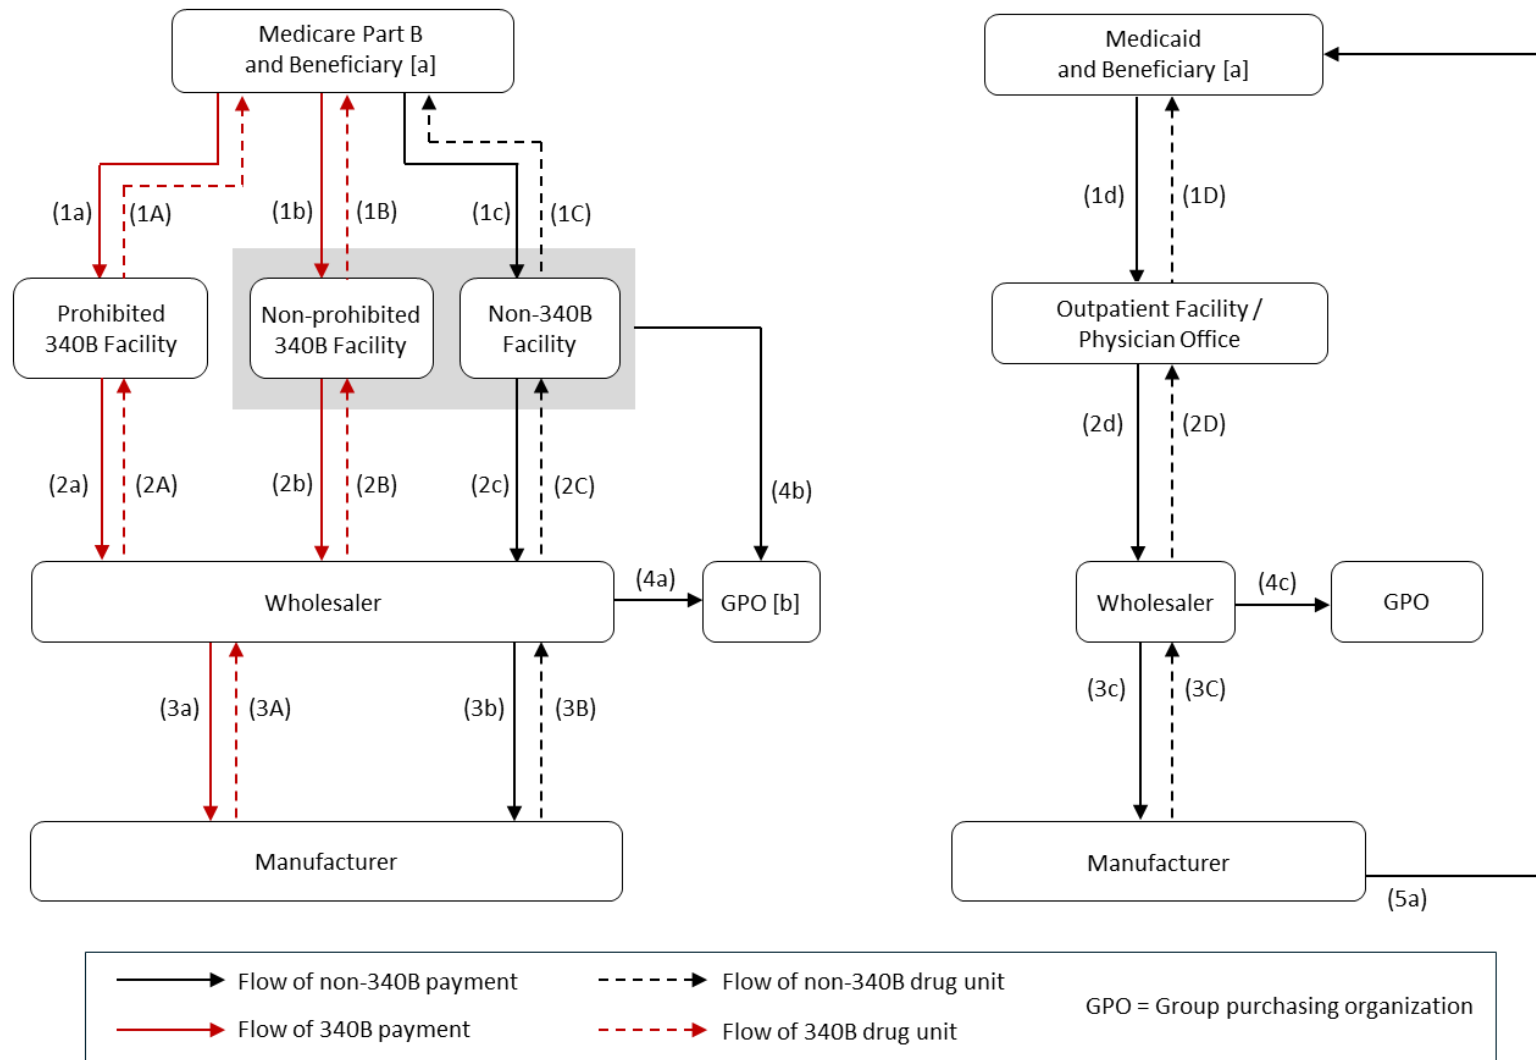 Medicare Part B
and Beneficiary [a]
Medicaid
and Beneficiary [a]
(1a)
(1A)
(1b)
(1B)
(1c)
(1C)
(1d)
(1D)
Prohibited
340B Facility
Non-prohibited
340B Facility
Non-340B
Facility
Outpatient Facility /
Physician Office
(2a)
(2A)
(2b)
(2B)
(2c)
(2C)
(4b)
(2d)
(2D)
Wholesaler
(4a)
GPO [b]
Wholesaler
(4c)
GPO
(3a)
(3A)
(3b)
(3B)
(3c)
(3C)
Manufacturer
Manufacturer
(5a)
Flow of non-340B payment
Flow of non-340B drug unit
Flow of 340B payment
Flow of 340B drug unit
GPO = Group purchasing organization